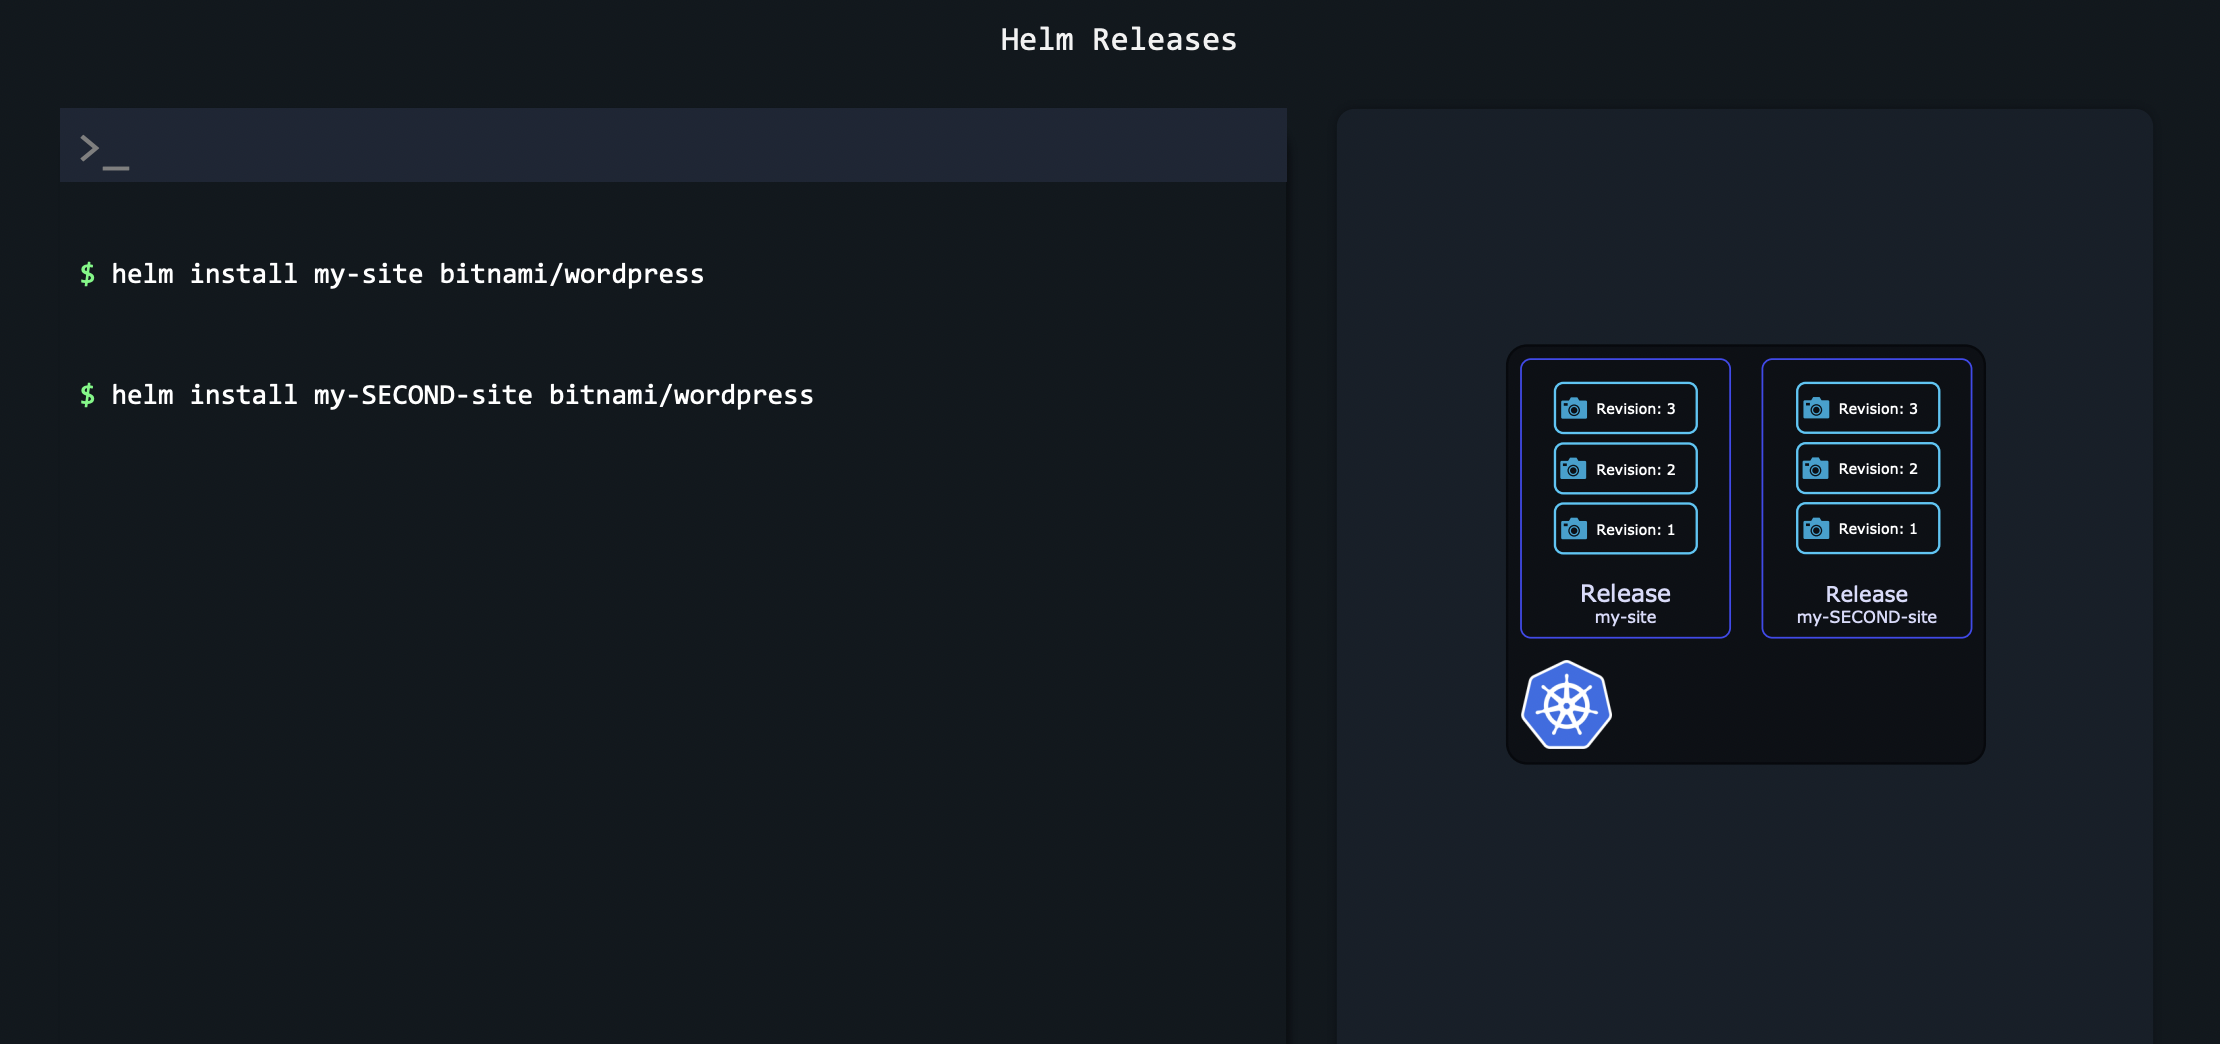 Helm Releases
>_
$ helm install my-site bitnami/wordpress
$ helm install my-SECOND-site bitnami/wordpress
Revision: 3
Revision: 2
Revision: 1
Release
my-site
Revision: 3
Revision: 2
Revision: 1
Release
my-SECOND-site